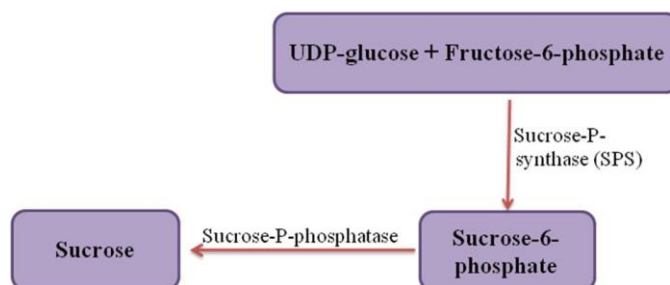 UDP-glucose + Fructose-6-phosphate
Sucrose-P-
synthase (SPS)
Sucrose-P-phosphatase
Sucrose
Sucrose-6-
phosphate